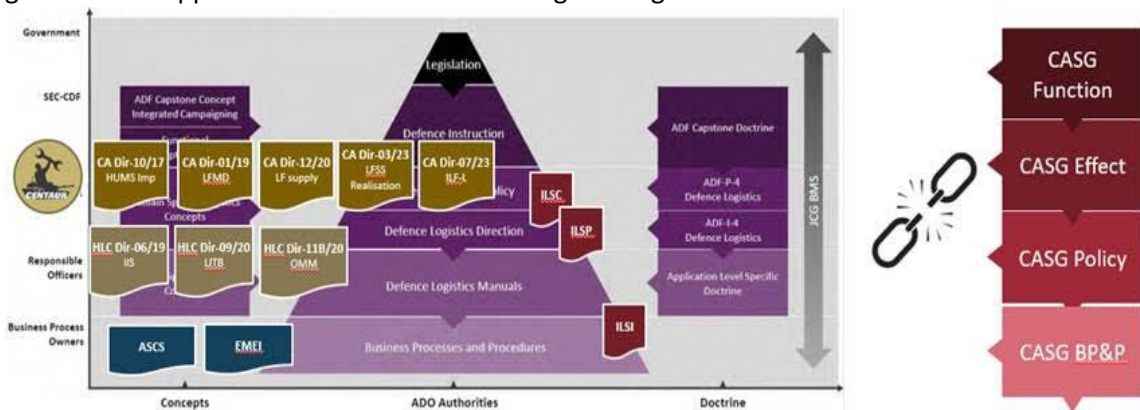 Government
SEC-CDF
Responsible
Officers
Business Process
Owners
ADF Capstone Concept
Integrated Campaigning
CENTAUR
CA Dir-10/17
HUMS Imp
CA Dir-01/19
LFMD
CA Dir-12/20
LF supply
CA Dir-03/23
LFSS
Realisation
CA Dir-07/23
ILF-L
Concepts
HLC Dir-06/19
IIS
HLC Dir-09/20
LITB
HLC Dir-11B/20
OMM
ASCS
EMEI
Legislation
Defence Instruction
Defence Logistics Direction
Defence Logistics Manuals
Business Processes and Procedures
ILSC
ILSP
ILSI
ADF Capstone Doctrine
ADF-P-4
Defence Logistics
ADF-I-4
Defence Logistics
Application Level Specific
Doctrine
JCG BMS
Concepts
ADO Authorities
Doctrine
CASG
Function
CASG Effect
CASG Policy
CASG BP&P